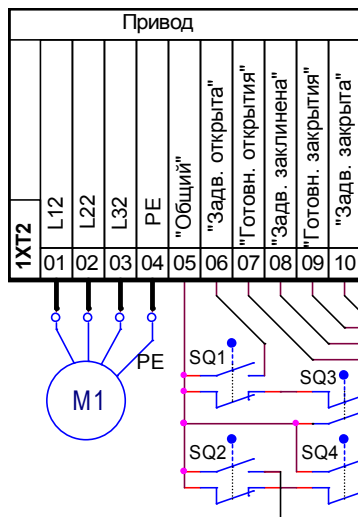 Привод
1XT2
L12
L22
L32
PE
"Общий"
"Задв. открыта"
"Готовн. открытия"
"Задв. заклинена"
"Готовн. закрытия"
"Задв. закрыта"
01 02 03 04 05 06 07 08 09 10
SQ1
PE
SQ3
M1
SQ2
SQ4